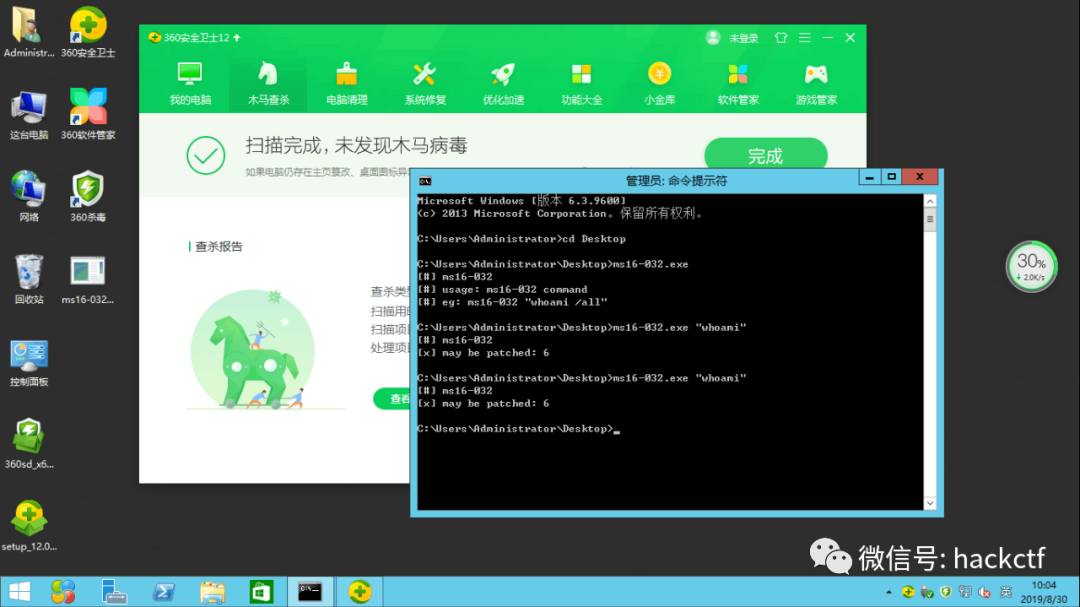 Administr...
360安全卫士
这台电脑
360软件管家
网络
360杀毒
回收站
ms16-032...
控制面板
360sd_x6...
setup_12.0...
360安全卫士12
未登录
我的电脑
木马查杀
电脑清理
系统修复
优化加速
功能大全
小金库
软件管家
游戏管家
扫描完成，未发现木马病毒
完成
如果电脑仍存在主页篡改、桌面图标异
查杀报告
查杀类
扫描用
扫描项
处理项
查看
管理员: 命令提示符
Microsoft Windows [版本 6.3.9600]
(c) 2013 Microsoft Corporation。保留所有权利。
C:\Users\Administrator>cd Desktop
C:\Users\Administrator\Desktop>ms16-032.exe
[#] ms16-032
[#] usage: ms16-032 command
[#] eg: ms16-032 "whoami /all"
C:\Users\Administrator\Desktop>ms16-032.exe "whoami"
[#] ms16-032
[x] may be patched: 6
C:\Users\Administrator\Desktop>ms16-032.exe "whoami"
[#] ms16-032
[x] may be patched: 6
C:\Users\Administrator\Desktop>_
30%
2.0K/s
微信号: hackctf
英
10:04
2019/8/30